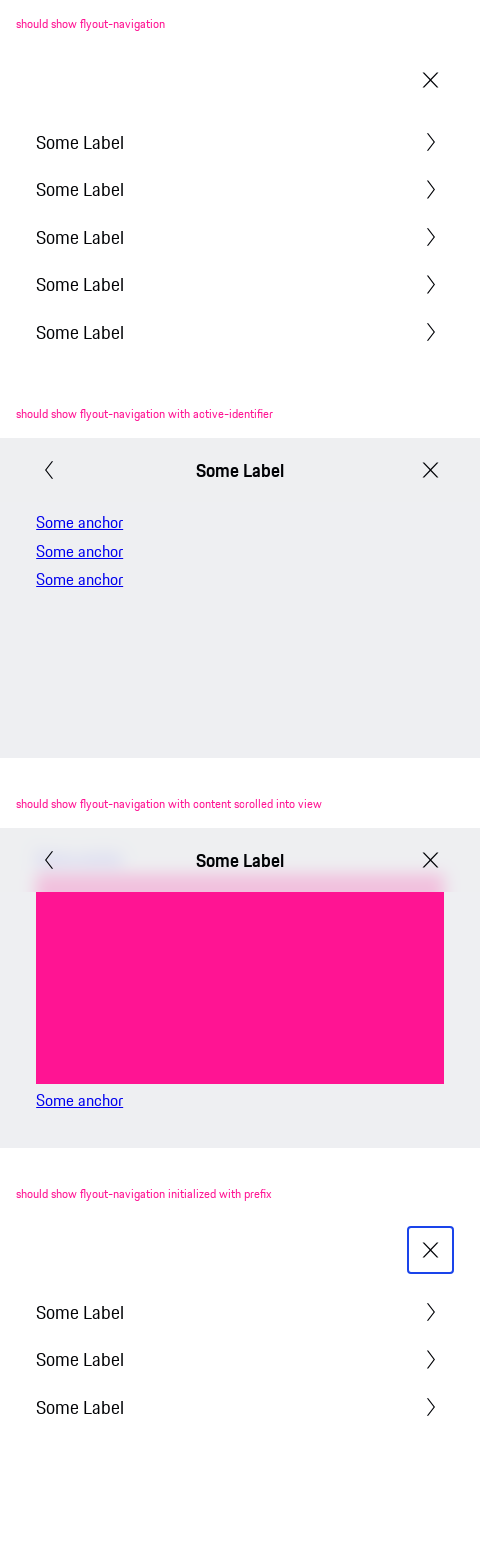 should show flyout-navigation
Some Label
Some Label
Some Label
Some Label
Some Label
should show flyout-navigation with active-identifier
Some Label
Some anchor
Some anchor
Some anchor
should show flyout-navigation with content scrolled into view
Some Label
Some anchor
should show flyout-navigation initialized with prefix
Some Label
Some Label
Some Label